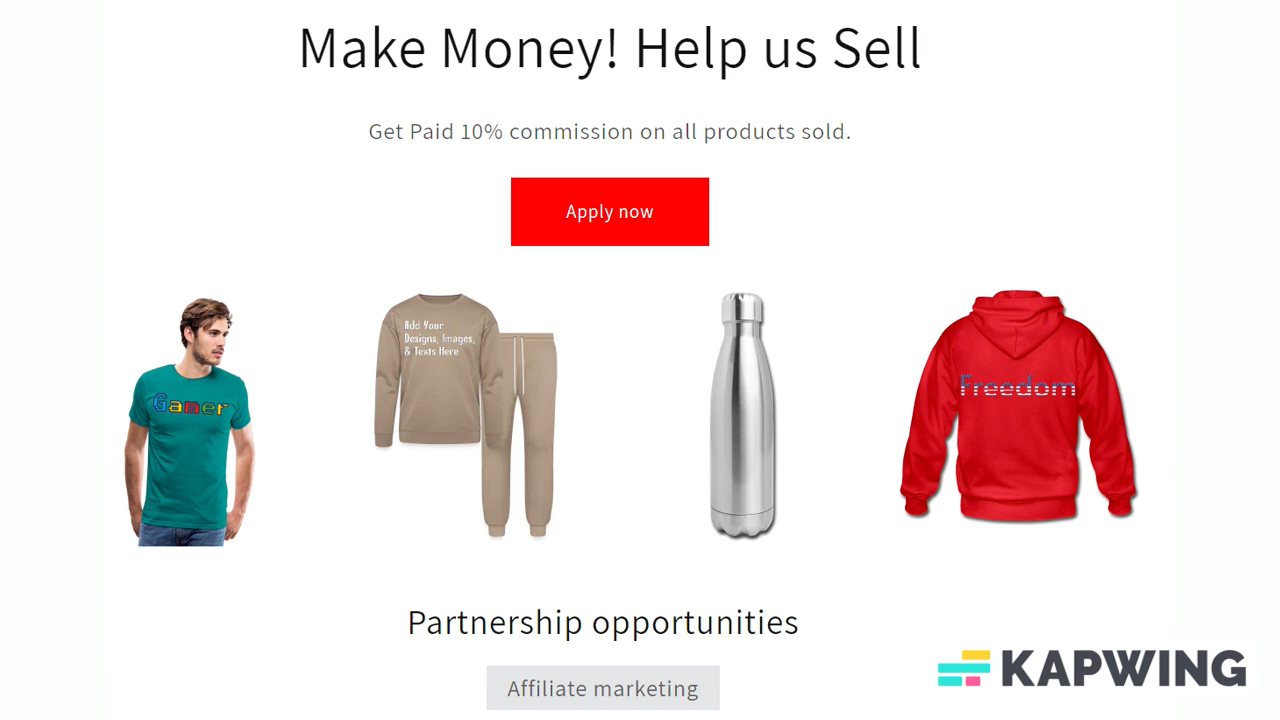 Make Money! Help us Sell
Get Paid 10% commission on all products sold.
Apply now
Gamer
Add Your
Designs, Images,
& Texts Here
Freedom
Partnership opportunities
Affiliate marketing
KAPWING